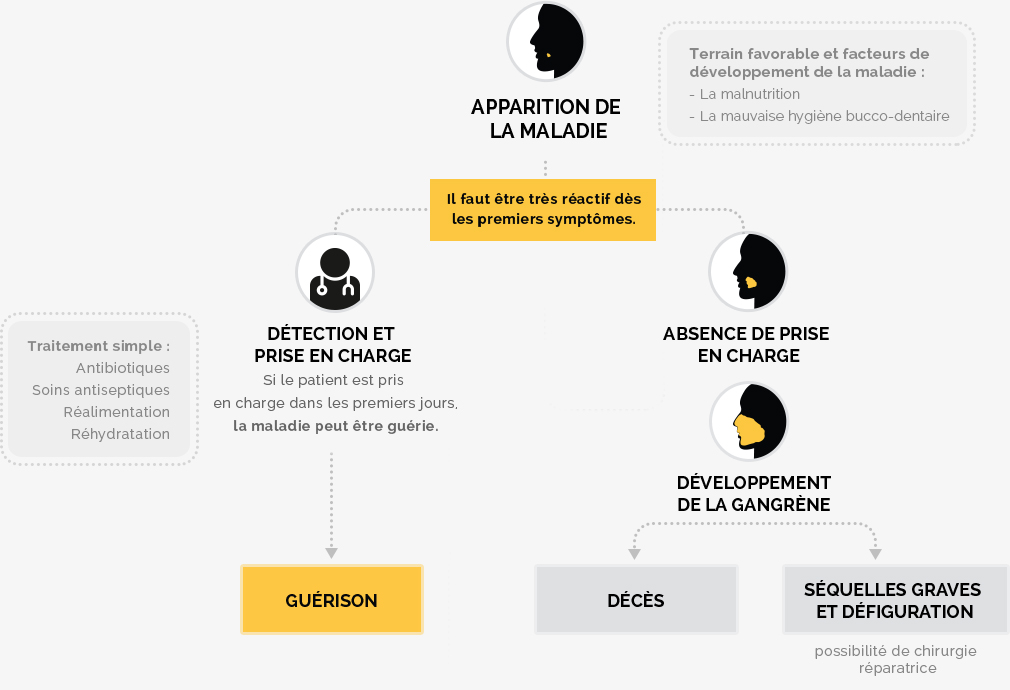 APPARITION DE
LA MALADIE
Terrain favorable et facteurs de
développement de la maladie :
- La malnutrition
- La mauvaise hygiène bucco-dentaire
Il faut être très réactif dès
les premiers symptômes.
DÉTECTION ET
PRISE EN CHARGE
Si le patient est pris
en charge dans les premiers jours,
la maladie peut être guérie.
Traitement simple :
Antibiotiques
Soins antiseptiques
Réalimentation
Réhydratation
ABSENCE DE PRISE
EN CHARGE
DÉVELOPPEMENT
DE LA GANGRÈNE
GUÉRISON
DÉCÈS
SÉQUELLES GRAVES
ET DÉFIGURATION
possibilité de chirurgie
réparatrice